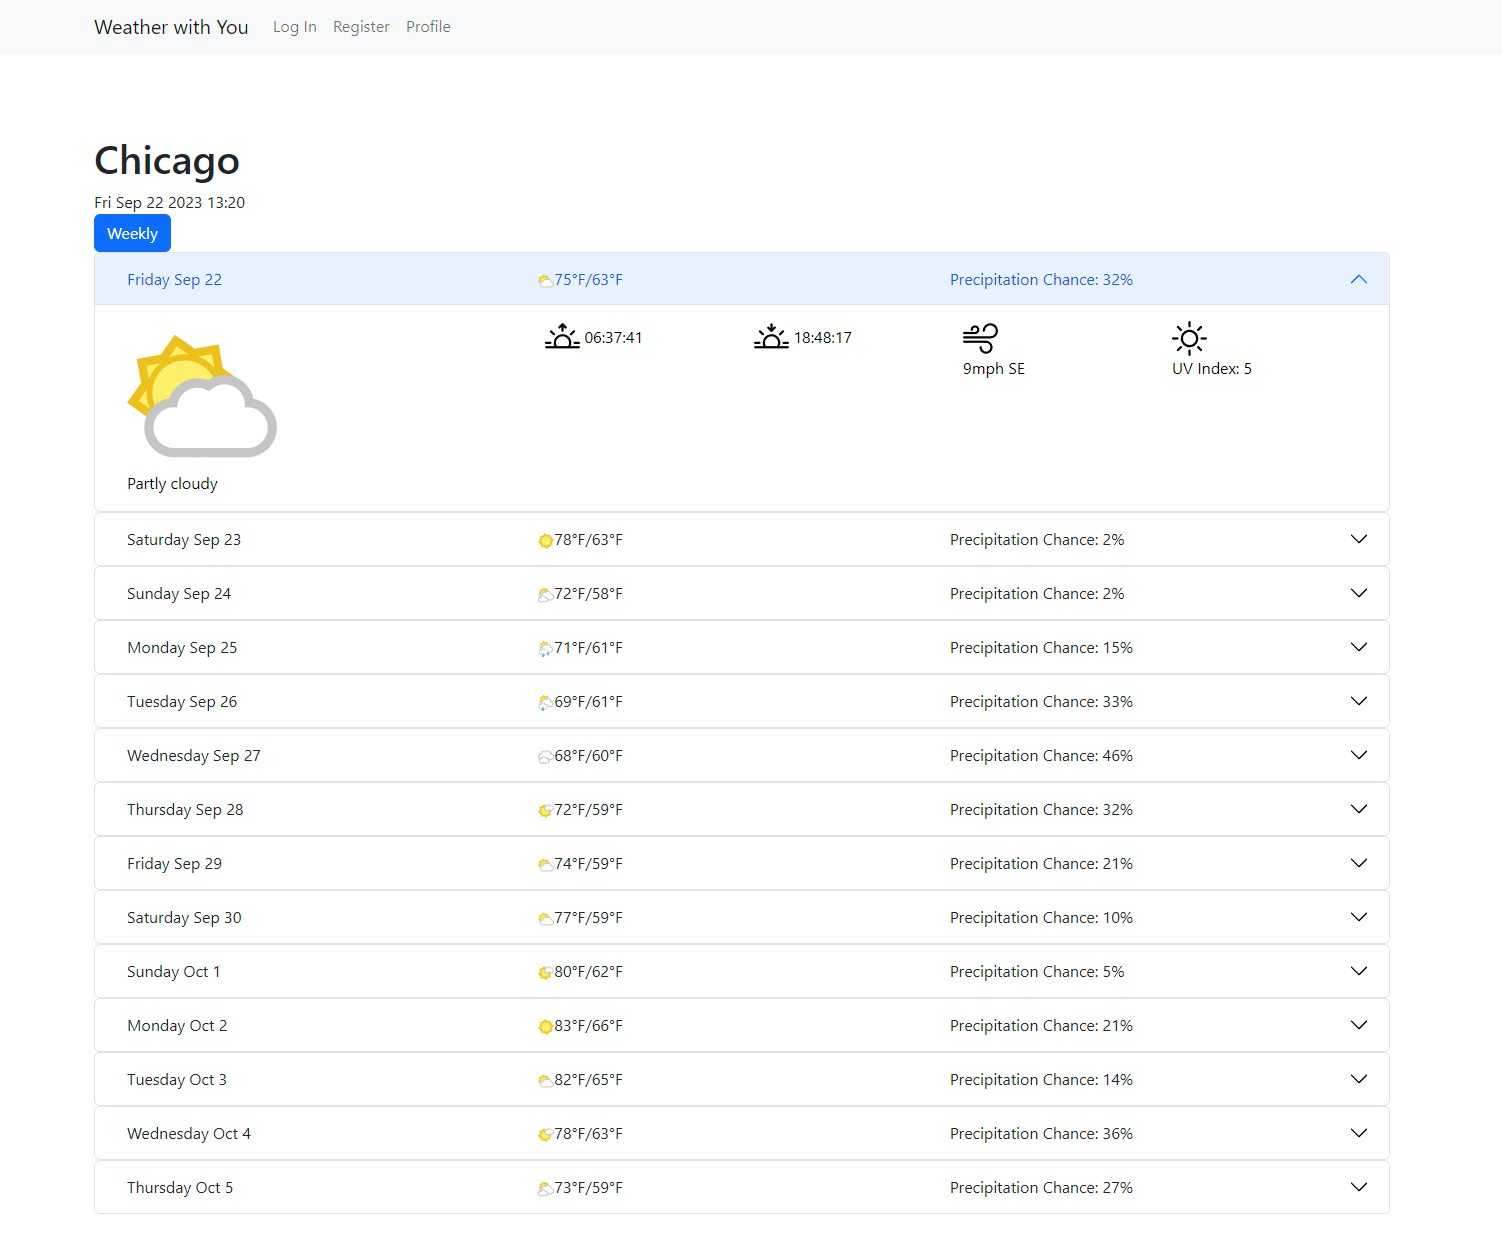 Weather with You Log In Register Profile
Chicago
Fri Sep 22 2023 13:20
Weekly
Friday Sep 22 75°F/63°F Precipitation Chance: 32%
06:37:41 18:48:17
9mph SE UV Index: 5
Partly cloudy
Saturday Sep 23 78°F/63°F Precipitation Chance: 2%
Sunday Sep 24 72°F/58°F Precipitation Chance: 2%
Monday Sep 25 71°F/61°F Precipitation Chance: 15%
Tuesday Sep 26 69°F/61°F Precipitation Chance: 33%
Wednesday Sep 27 68°F/60°F Precipitation Chance: 46%
Thursday Sep 28 72°F/59°F Precipitation Chance: 32%
Friday Sep 29 74°F/59°F Precipitation Chance: 21%
Saturday Sep 30 77°F/59°F Precipitation Chance: 10%
Sunday Oct 1 80°F/62°F Precipitation Chance: 5%
Monday Oct 2 83°F/66°F Precipitation Chance: 21%
Tuesday Oct 3 82°F/65°F Precipitation Chance: 14%
Wednesday Oct 4 78°F/63°F Precipitation Chance: 36%
Thursday Oct 5 73°F/59°F Precipitation Chance: 27%